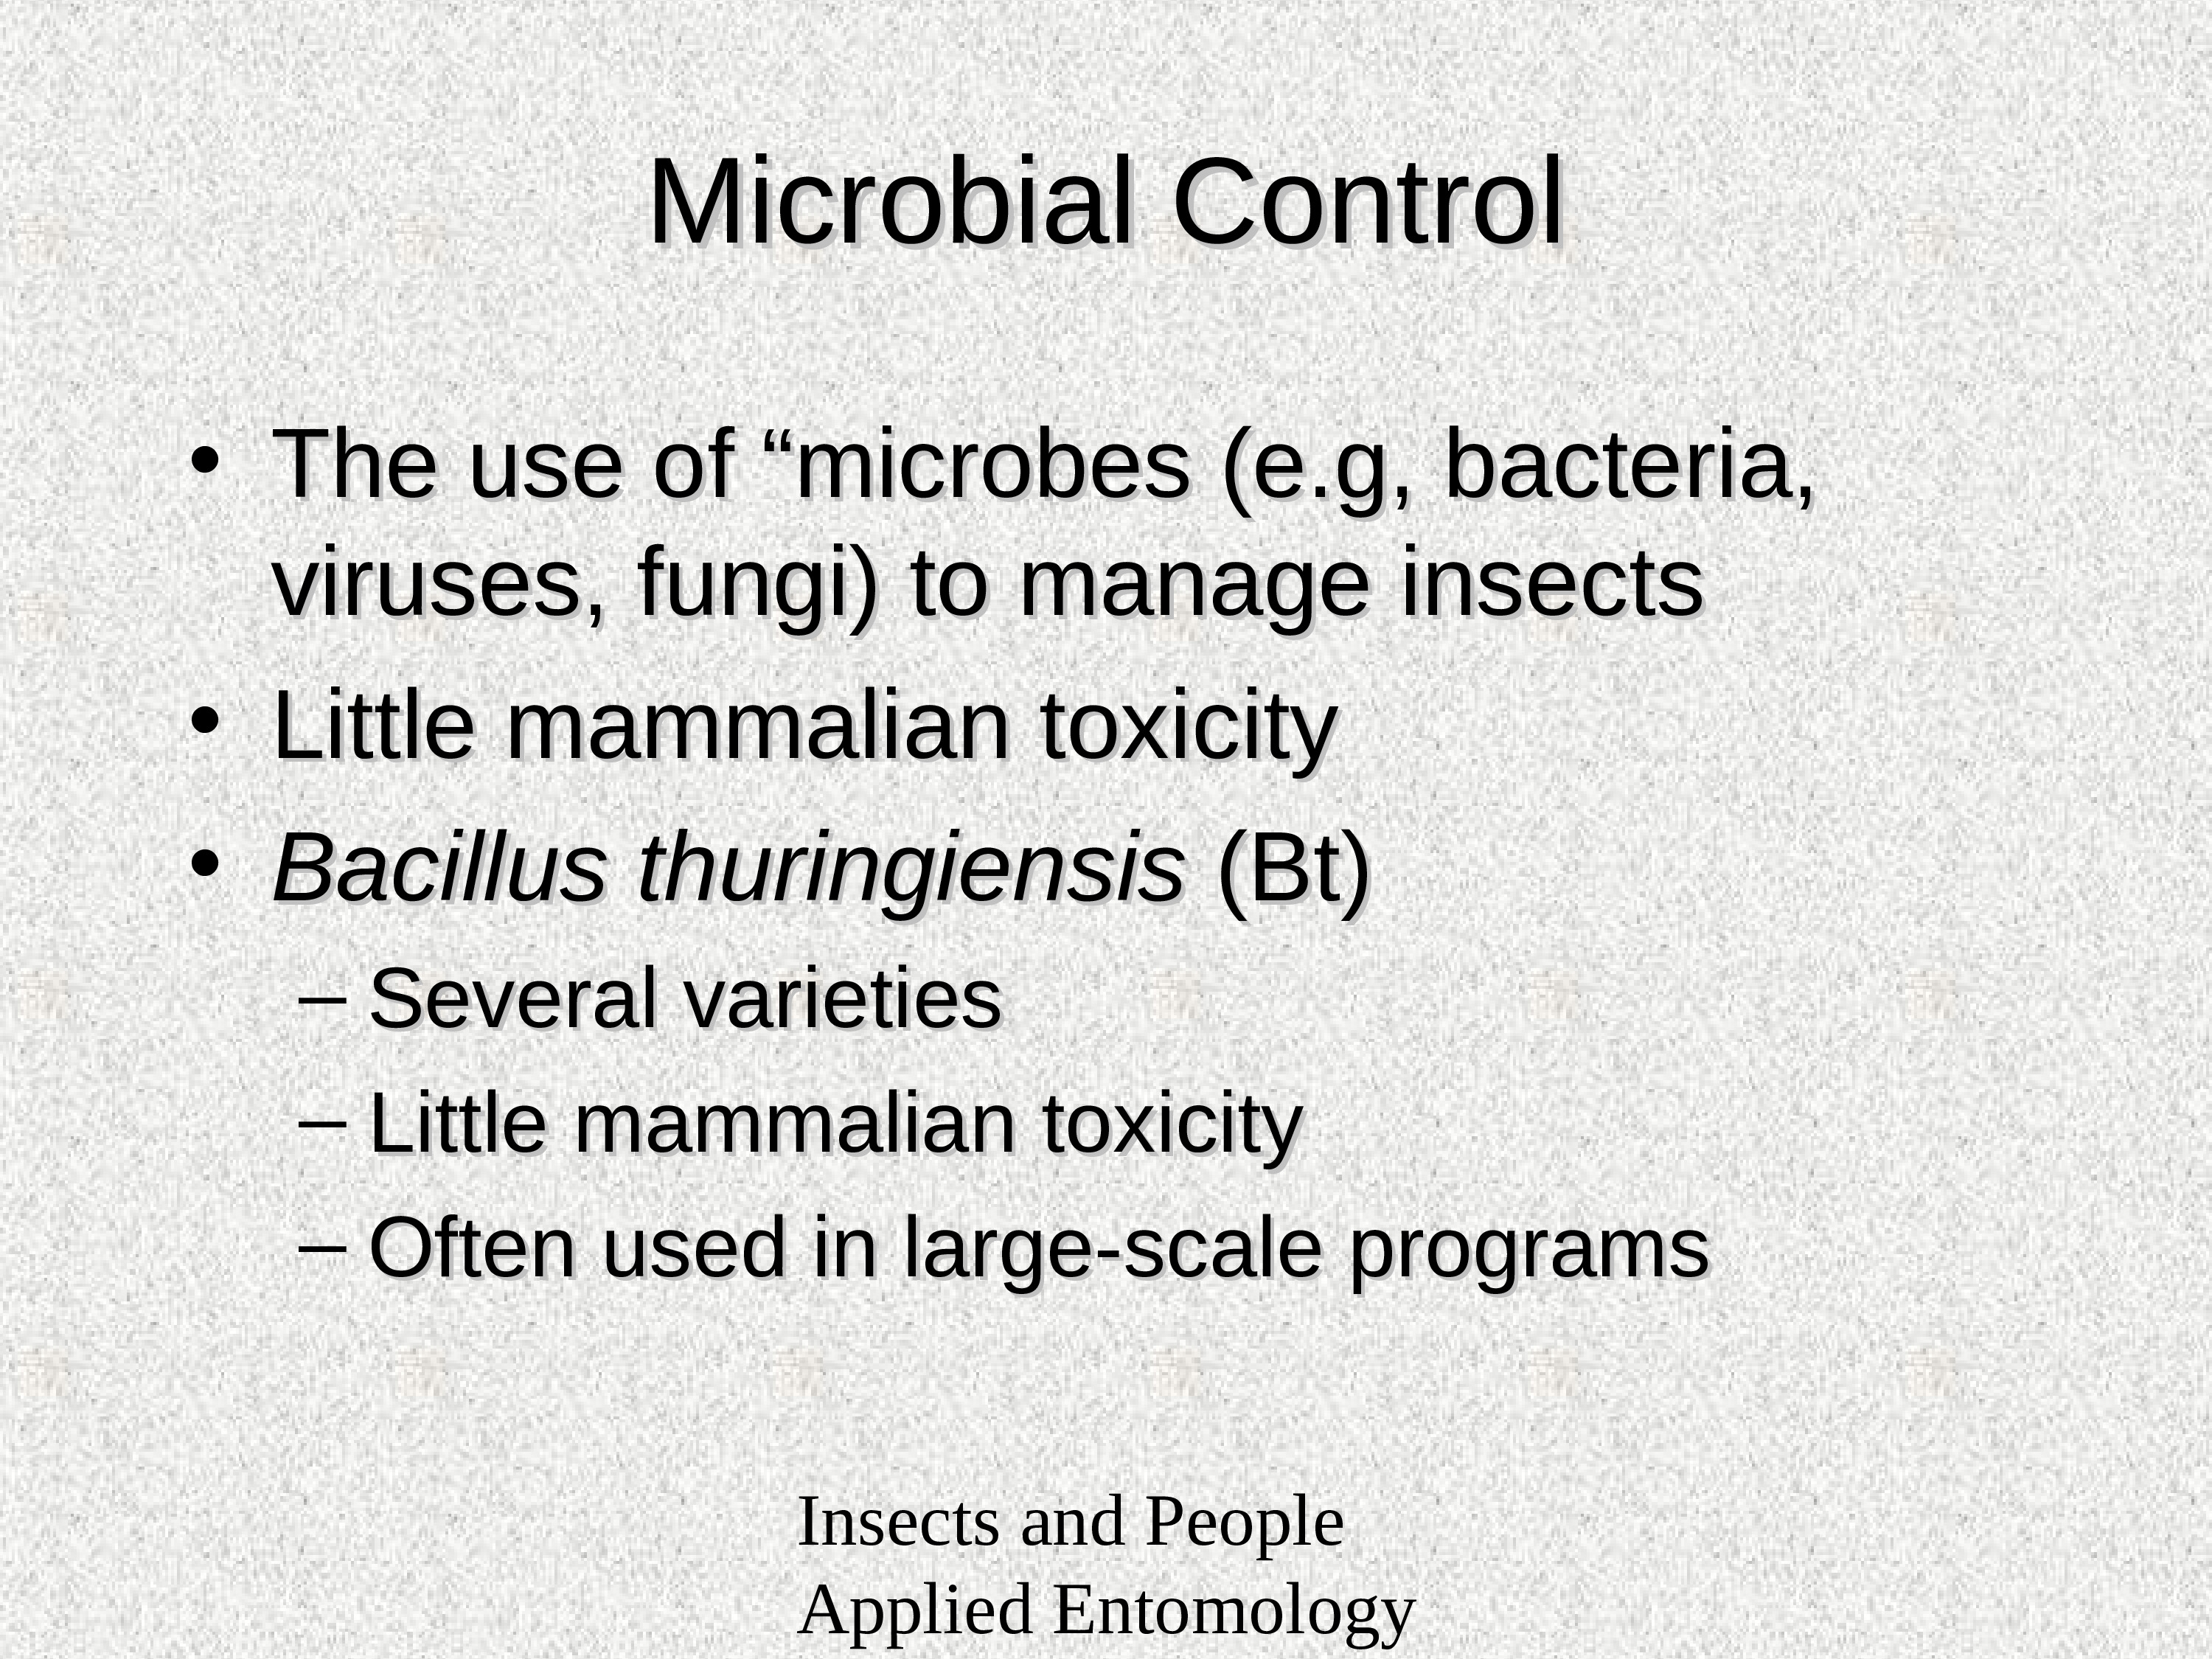 Microbial Control
• The use of “microbes (e.g, bacteria,
viruses, fungi) to manage insects
• Little mammalian toxicity
• Bacillus thuringiensis (Bt)
– Several varieties
– Little mammalian toxicity
– Often used in large-scale programs
Insects and People
Applied Entomology